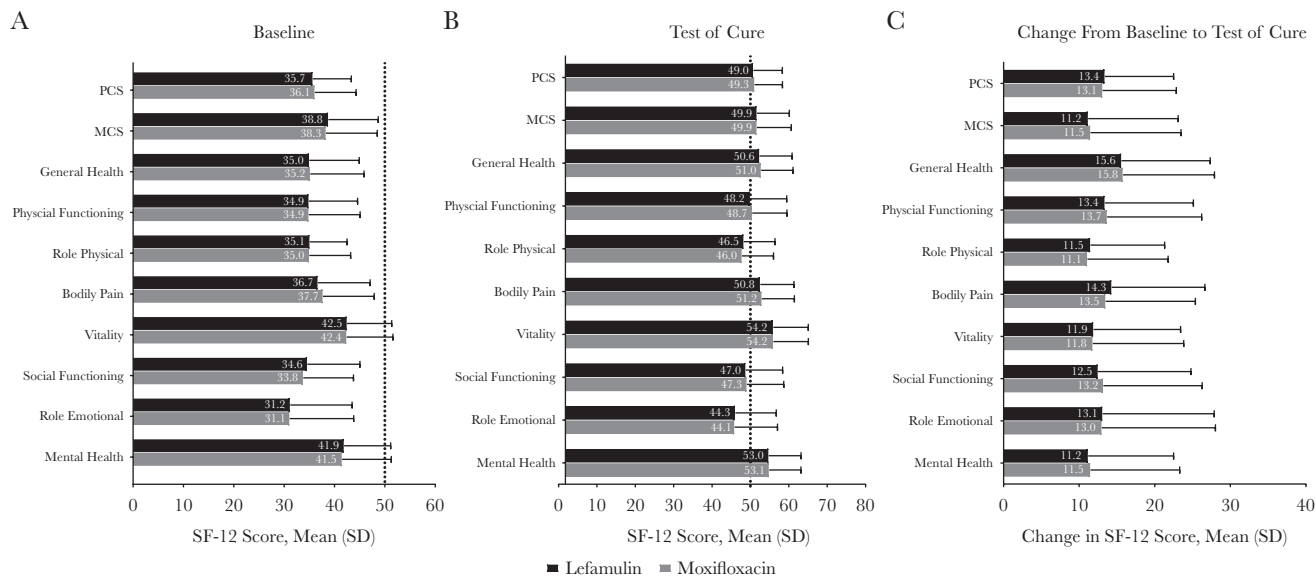 A
Baseline
PCS
35.7
36.1
MCS
38.8
38.3
General Health
35.0
35.2
Physcial Functioning
34.9
34.9
Role Physical
35.1
35.0
Bodily Pain
36.7
37.7
Vitality
42.5
42.4
Social Functioning
34.6
33.8
Role Emotional
31.2
31.1
Mental Health
41.9
41.5
0 10 20 30 40 50 60
SF-12 Score, Mean (SD)
B
Test of Cure
PCS
49.0
49.3
MCS
49.9
49.9
General Health
50.6
51.0
Physcial Functioning
48.2
48.7
Role Physical
46.5
46.0
Bodily Pain
50.8
51.2
Vitality
54.2
54.2
Social Functioning
47.0
47.3
Role Emotional
44.3
44.1
Mental Health
53.0
53.1
0 10 20 30 40 50 60 70 80
SF-12 Score, Mean (SD)
C
Change From Baseline to Test of Cure
PCS
13.4
13.1
MCS
11.2
11.5
General Health
15.6
15.8
Physcial Functioning
13.4
13.7
Role Physical
11.5
11.1
Bodily Pain
14.3
13.5
Vitality
11.9
11.8
Social Functioning
12.5
13.2
Role Emotional
13.1
13.0
Mental Health
11.2
11.5
0 10 20 30 40
Change in SF-12 Score, Mean (SD)
Lefamulin Moxifloxacin